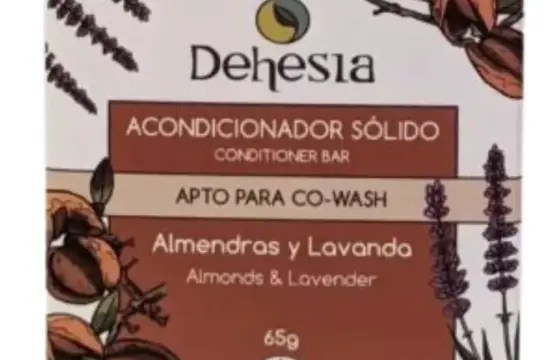 Dehesia
ACONDICIONADOR SÓLIDO
CONDITIONER BAR
APTO PARA CO-WASH
Almendras y Lavanda
Almonds & Lavender
65g